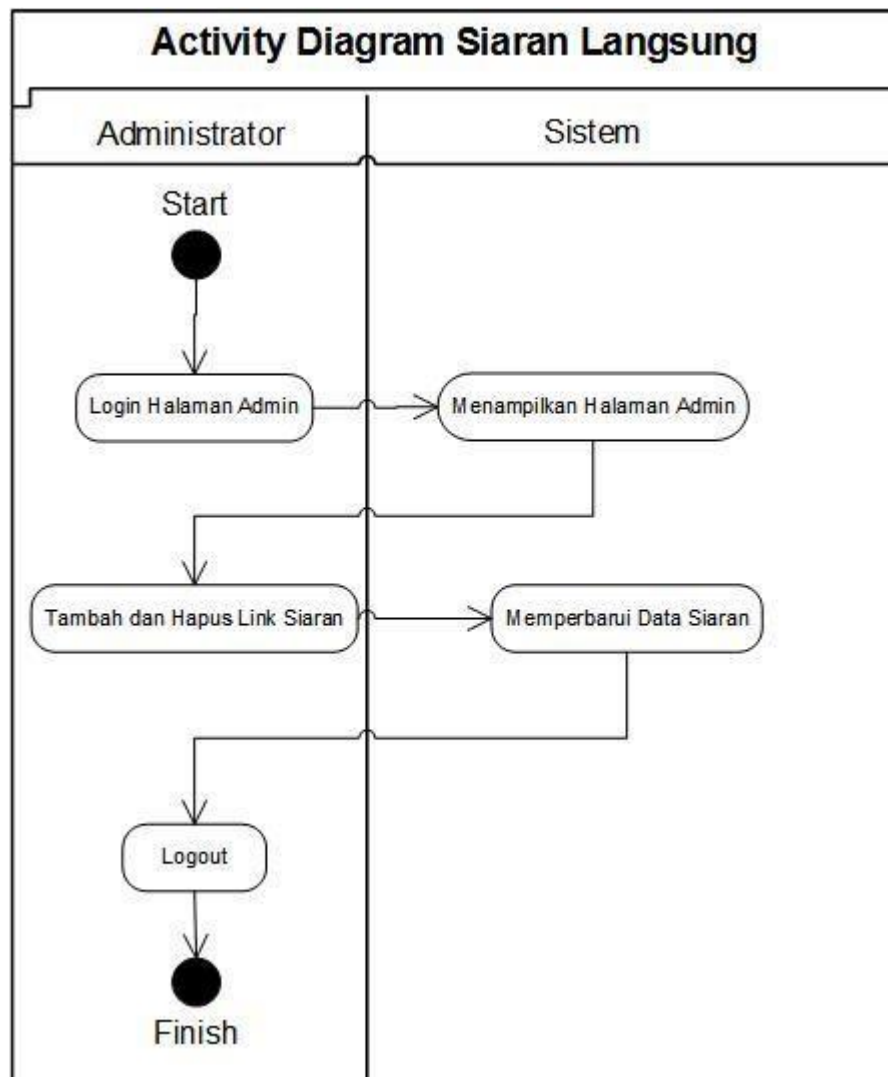 Activity Diagram Siaran Langsung
Administrator
Sistem
Start
Login Halaman Admin
Menampilkan Halaman Admin
Tambah dan Hapus Link Siaran
Memperbarui Data Siaran
Logout
Finish